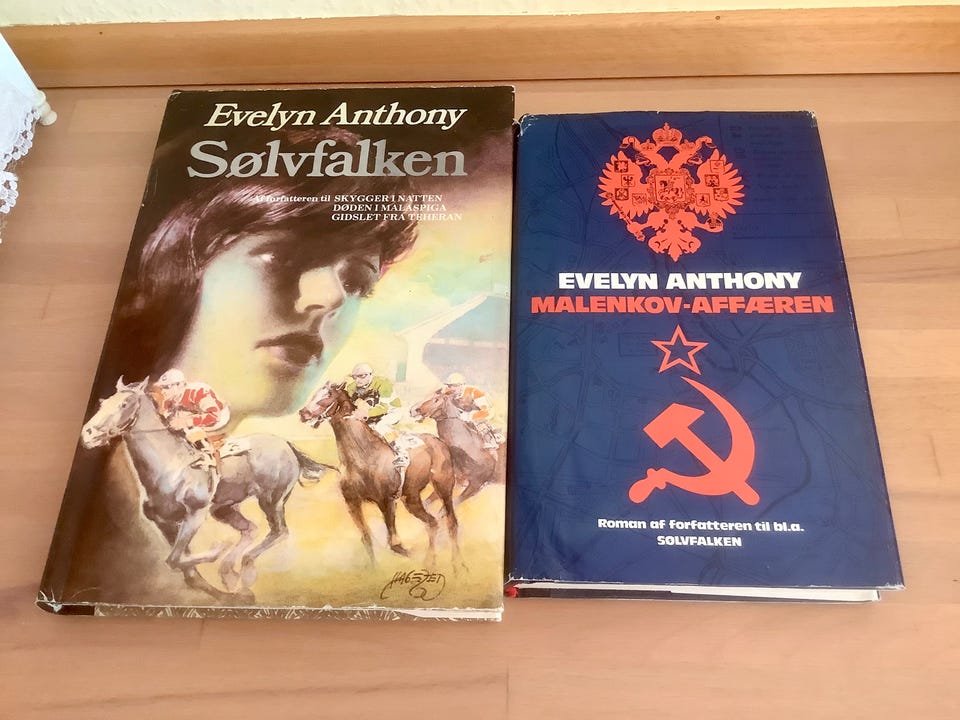 Evelyn Anthony
Sølvfalken
Af forfatteren til SKYGGER I NATTEN
DØDEN I MALASPIGA
GIDSLET FRA TEHERAN
EVELYN ANTHONY
MALENKOV-AFFÆREN
Roman af forfatteren til bl.a.
SØLVFALKEN